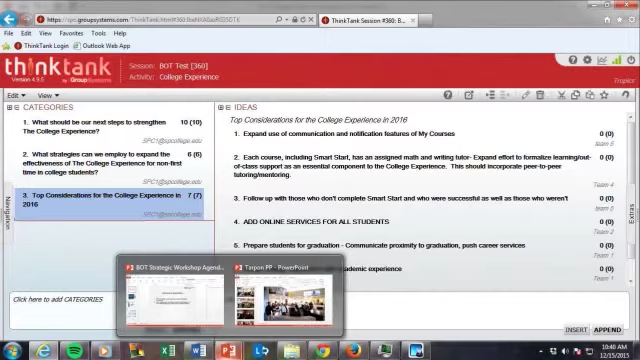 https://spc.groupsystems.com/ThinkTank.html#360:
ThinkTank Session #360: B...
File Edit View Favorites Tools Help
ThinkTank Login Outlook Web App
thinktank
by GroupSystems
Version 4.9.5
Session: BOT Test [360]
Activity: College Experience
Tropics
Edit View
CATEGORIES
1. What should be our next steps to strengthen The College Experience? 10 (10)
SPC1@spcollege.edu
2. What strategies can we employ to expand the effectiveness of The College Experience for non-first time in college students? 6 (6)
SPC1@spcollege.edu
3. Top Considerations for the College Experience in 2016 7 (7)
SPC1@spcollege.edu
Navigation
Click here to add CATEGORIES
IDEAS
Top Considerations for the College Experience in 2016
1. Expand use of communication and notification features of My Courses 0 (0)
team 5
2. Each course, including Smart Start, has an assigned math and writing tutor- Expand effort to formalize learning/out-of-class support as an essential component to the College Experience. This should incorporate peer-to-peer tutoring/mentoring. 0 (0)
Team 4
3. Follow up with those who don't complete Smart Start and who were successful as well as those who weren't 0 (0)
team 5
4. ADD ONLINE SERVICES FOR ALL STUDENTS 0 (0)
Team 2
5. Prepare students for graduation - Communicate proximity to graduation, push career services 0 (0)
Team 1
academic experience 0 (0)
Team 1
Extras
INSERT APPEND
BOT Strategic Workshop Agend...
Tarpon PP - PowerPoint
10:40 AM
12/15/2015